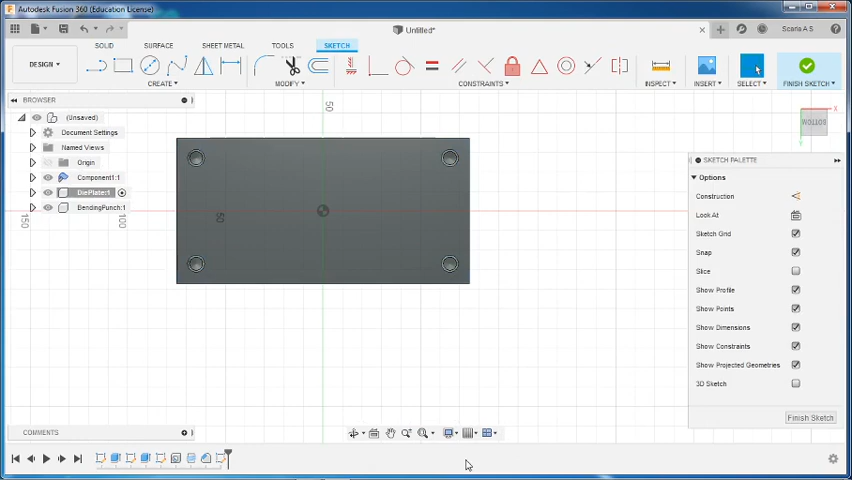 Autodesk Fusion 360 (Education License)
Untitled*
Scaria A S
SOLID SURFACE SHEET METAL TOOLS SKETCH
DESIGN
CREATE MODIFY CONSTRAINTS INSPECT INSERT SELECT FINISH SKETCH
BROWSER
(Unsaved)
Document Settings
Named Views
Origin
Component1:1
DiePlate:1
BendingPunch:1
50
50
100
150
X
BOTTOM
Y
SKETCH PALETTE
Options
Construction
Look At
Sketch Grid
Snap
Slice
Show Profile
Show Points
Show Dimensions
Show Constraints
Show Projected Geometries
3D Sketch
Finish Sketch
COMMENTS